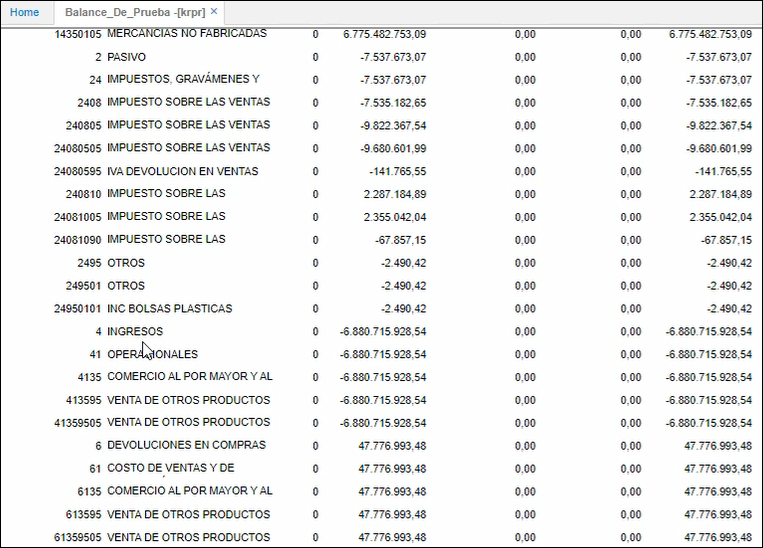 Home Balance_De_Prueba -[krpr] ×
14350105 MERCANCIAS NO FABRICADAS 0 6.775.482.753,09 0,00 0,00 6.775.482.753,09
2 PASIVO 0 -7.537.673,07 0,00 0,00 -7.537.673,07
24 IMPUESTOS, GRAVÁMENES Y 0 -7.537.673,07 0,00 0,00 -7.537.673,07
2408 IMPUESTO SOBRE LAS VENTAS 0 -7.535.182,65 0,00 0,00 -7.535.182,65
240805 IMPUESTO SOBRE LAS VENTAS 0 -9.822.367,54 0,00 0,00 -9.822.367,54
24080505 IMPUESTO SOBRE LAS VENTAS 0 -9.680.601,99 0,00 0,00 -9.680.601,99
24080595 IVA DEVOLUCION EN VENTAS 0 -141.765,55 0,00 0,00 -141.765,55
240810 IMPUESTO SOBRE LAS 0 2.287.184,89 0,00 0,00 2.287.184,89
24081005 IMPUESTO SOBRE LAS 0 2.355.042,04 0,00 0,00 2.355.042,04
24081090 IMPUESTO SOBRE LAS 0 -67.857,15 0,00 0,00 -67.857,15
2495 OTROS 0 -2.490,42 0,00 0,00 -2.490,42
249501 OTROS 0 -2.490,42 0,00 0,00 -2.490,42
24950101 INC BOLSAS PLASTICAS 0 -2.490,42 0,00 0,00 -2.490,42
4 INGRESOS 0 -6.880.715.928,54 0,00 0,00 -6.880.715.928,54
41 OPERACIONALES 0 -6.880.715.928,54 0,00 0,00 -6.880.715.928,54
4135 COMERCIO AL POR MAYOR Y AL 0 -6.880.715.928,54 0,00 0,00 -6.880.715.928,54
413595 VENTA DE OTROS PRODUCTOS 0 -6.880.715.928,54 0,00 0,00 -6.880.715.928,54
41359505 VENTA DE OTROS PRODUCTOS 0 -6.880.715.928,54 0,00 0,00 -6.880.715.928,54
6 DEVOLUCIONES EN COMPRAS 0 47.776.993,48 0,00 0,00 47.776.993,48
61 COSTO DE VENTAS Y DE 0 47.776.993,48 0,00 0,00 47.776.993,48
6135 COMERCIO AL POR MAYOR Y AL 0 47.776.993,48 0,00 0,00 47.776.993,48
613595 VENTA DE OTROS PRODUCTOS 0 47.776.993,48 0,00 0,00 47.776.993,48
61359505 VENTA DE OTROS PRODUCTOS 0 47.776.993,48 0,00 0,00 47.776.993,48